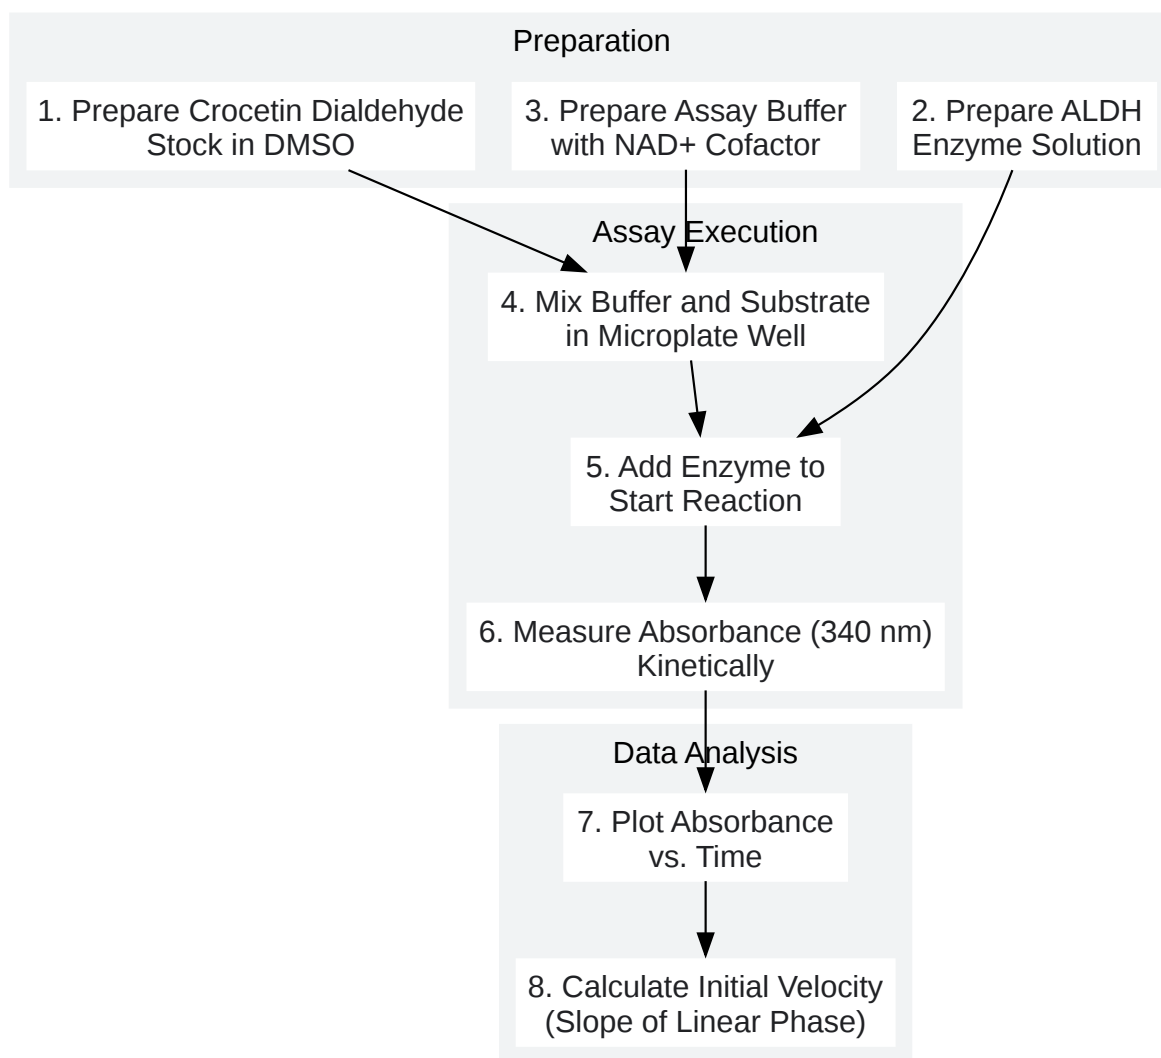 Preparation
1. Prepare Crocetin Dialdehyde
Stock in DMSO
3. Prepare Assay Buffer
with NAD+ Cofactor
2. Prepare ALDH
Enzyme Solution
Assay Execution
4. Mix Buffer and Substrate
in Microplate Well
5. Add Enzyme to
Start Reaction
6. Measure Absorbance (340 nm)
Kinetically
Data Analysis
7. Plot Absorbance
vs. Time
8. Calculate Initial Velocity
(Slope of Linear Phase)